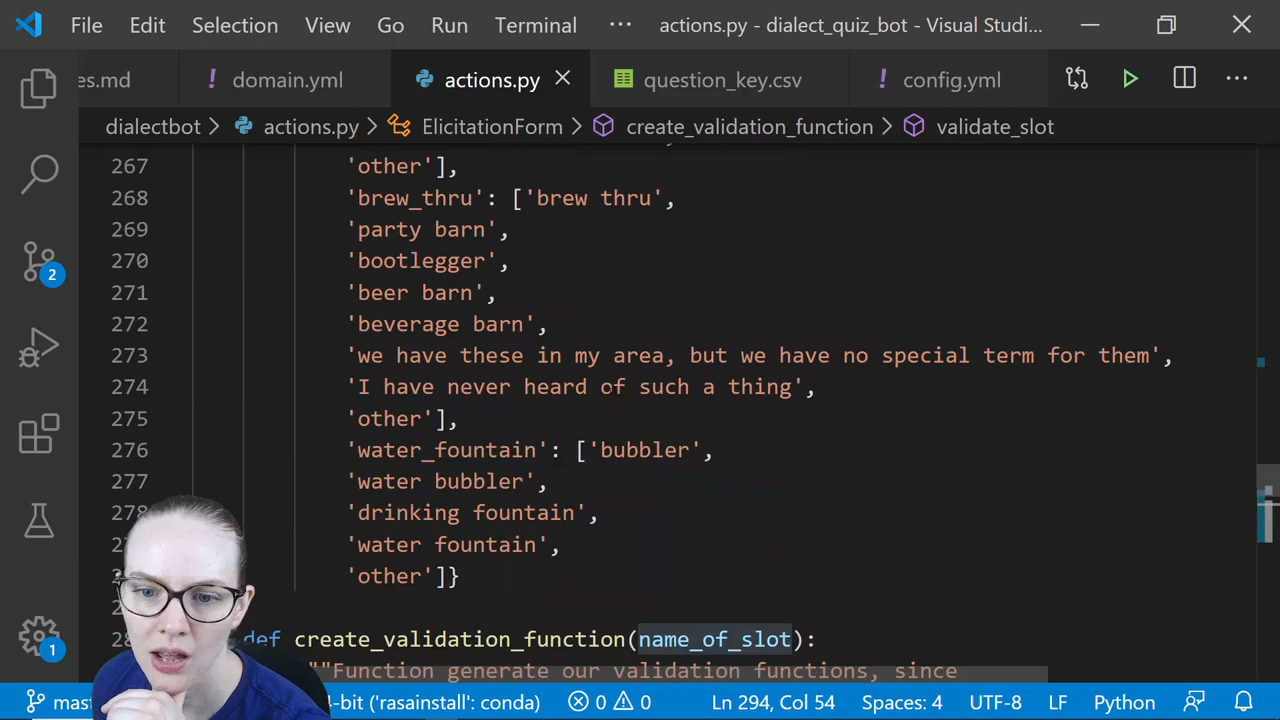 File Edit Selection View Go Run Terminal ··· actions.py - dialect_quiz_bot - Visual Studi...
es.md ! domain.yml actions.py question_key.csv ! config.yml ···
dialectbot > actions.py > ElicitationForm > create_validation_function > validate_slot
267 'other'],
268 'brew_thru': ['brew thru',
269 'party barn',
270 'bootlegger',
271 'beer barn',
272 'beverage barn',
273 'we have these in my area, but we have no special term for them',
274 'I have never heard of such a thing',
275 'other'],
276 'water_fountain': ['bubbler',
277 'water bubbler',
278 'drinking fountain',
'water fountain',
'other']}
def create_validation_function(name_of_slot):
"""Function generate our validation functions, since
2
1
mast 4-bit ('rasainstall': conda) 0 0 Ln 294, Col 54 Spaces: 4 UTF-8 LF Python